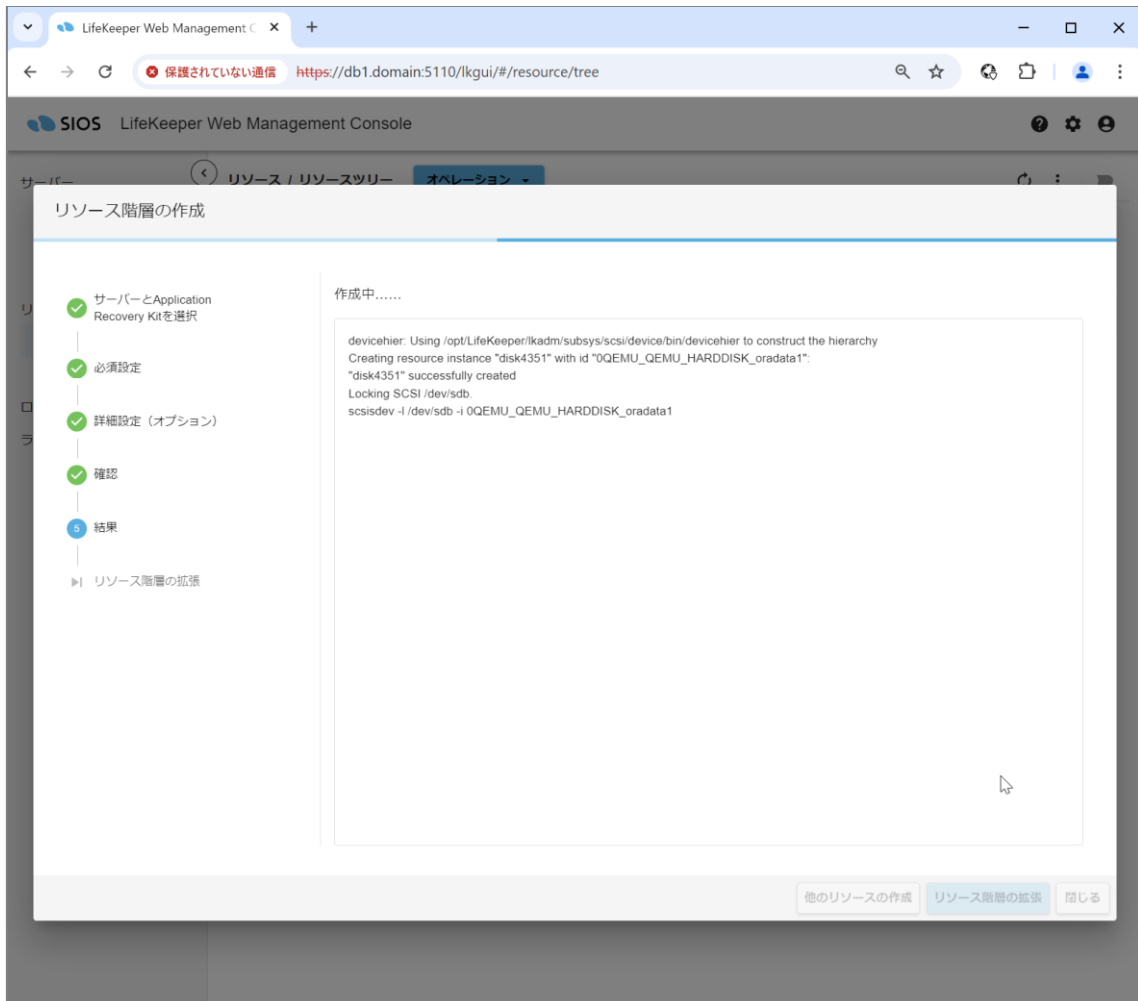 LifeKeeper Web Management C
保護されていない通信 https://db1.domain:5110/lkgui/#/resource/tree
SIOS LifeKeeper Web Management Console
サーバー
リソース / リソースツリー
オペレーション
リソース階層の作成
サーバーとApplication
Recovery Kitを選択
必須設定
詳細設定（オプション）
確認
5 結果
リソース階層の拡張
作成中……
devicehier: Using /opt/LifeKeeper/lkadm/subsys/scsi/device/bin/devicehier to construct the hierarchy
Creating resource instance "disk4351" with id "0QEMU_QEMU_HARDDISK_oradata1":
"disk4351" successfully created
Locking SCSI /dev/sdb.
scsisdev -l /dev/sdb -i 0QEMU_QEMU_HARDDISK_oradata1
他のリソースの作成
リソース階層の拡張
閉じる
リ
ロ
ラ